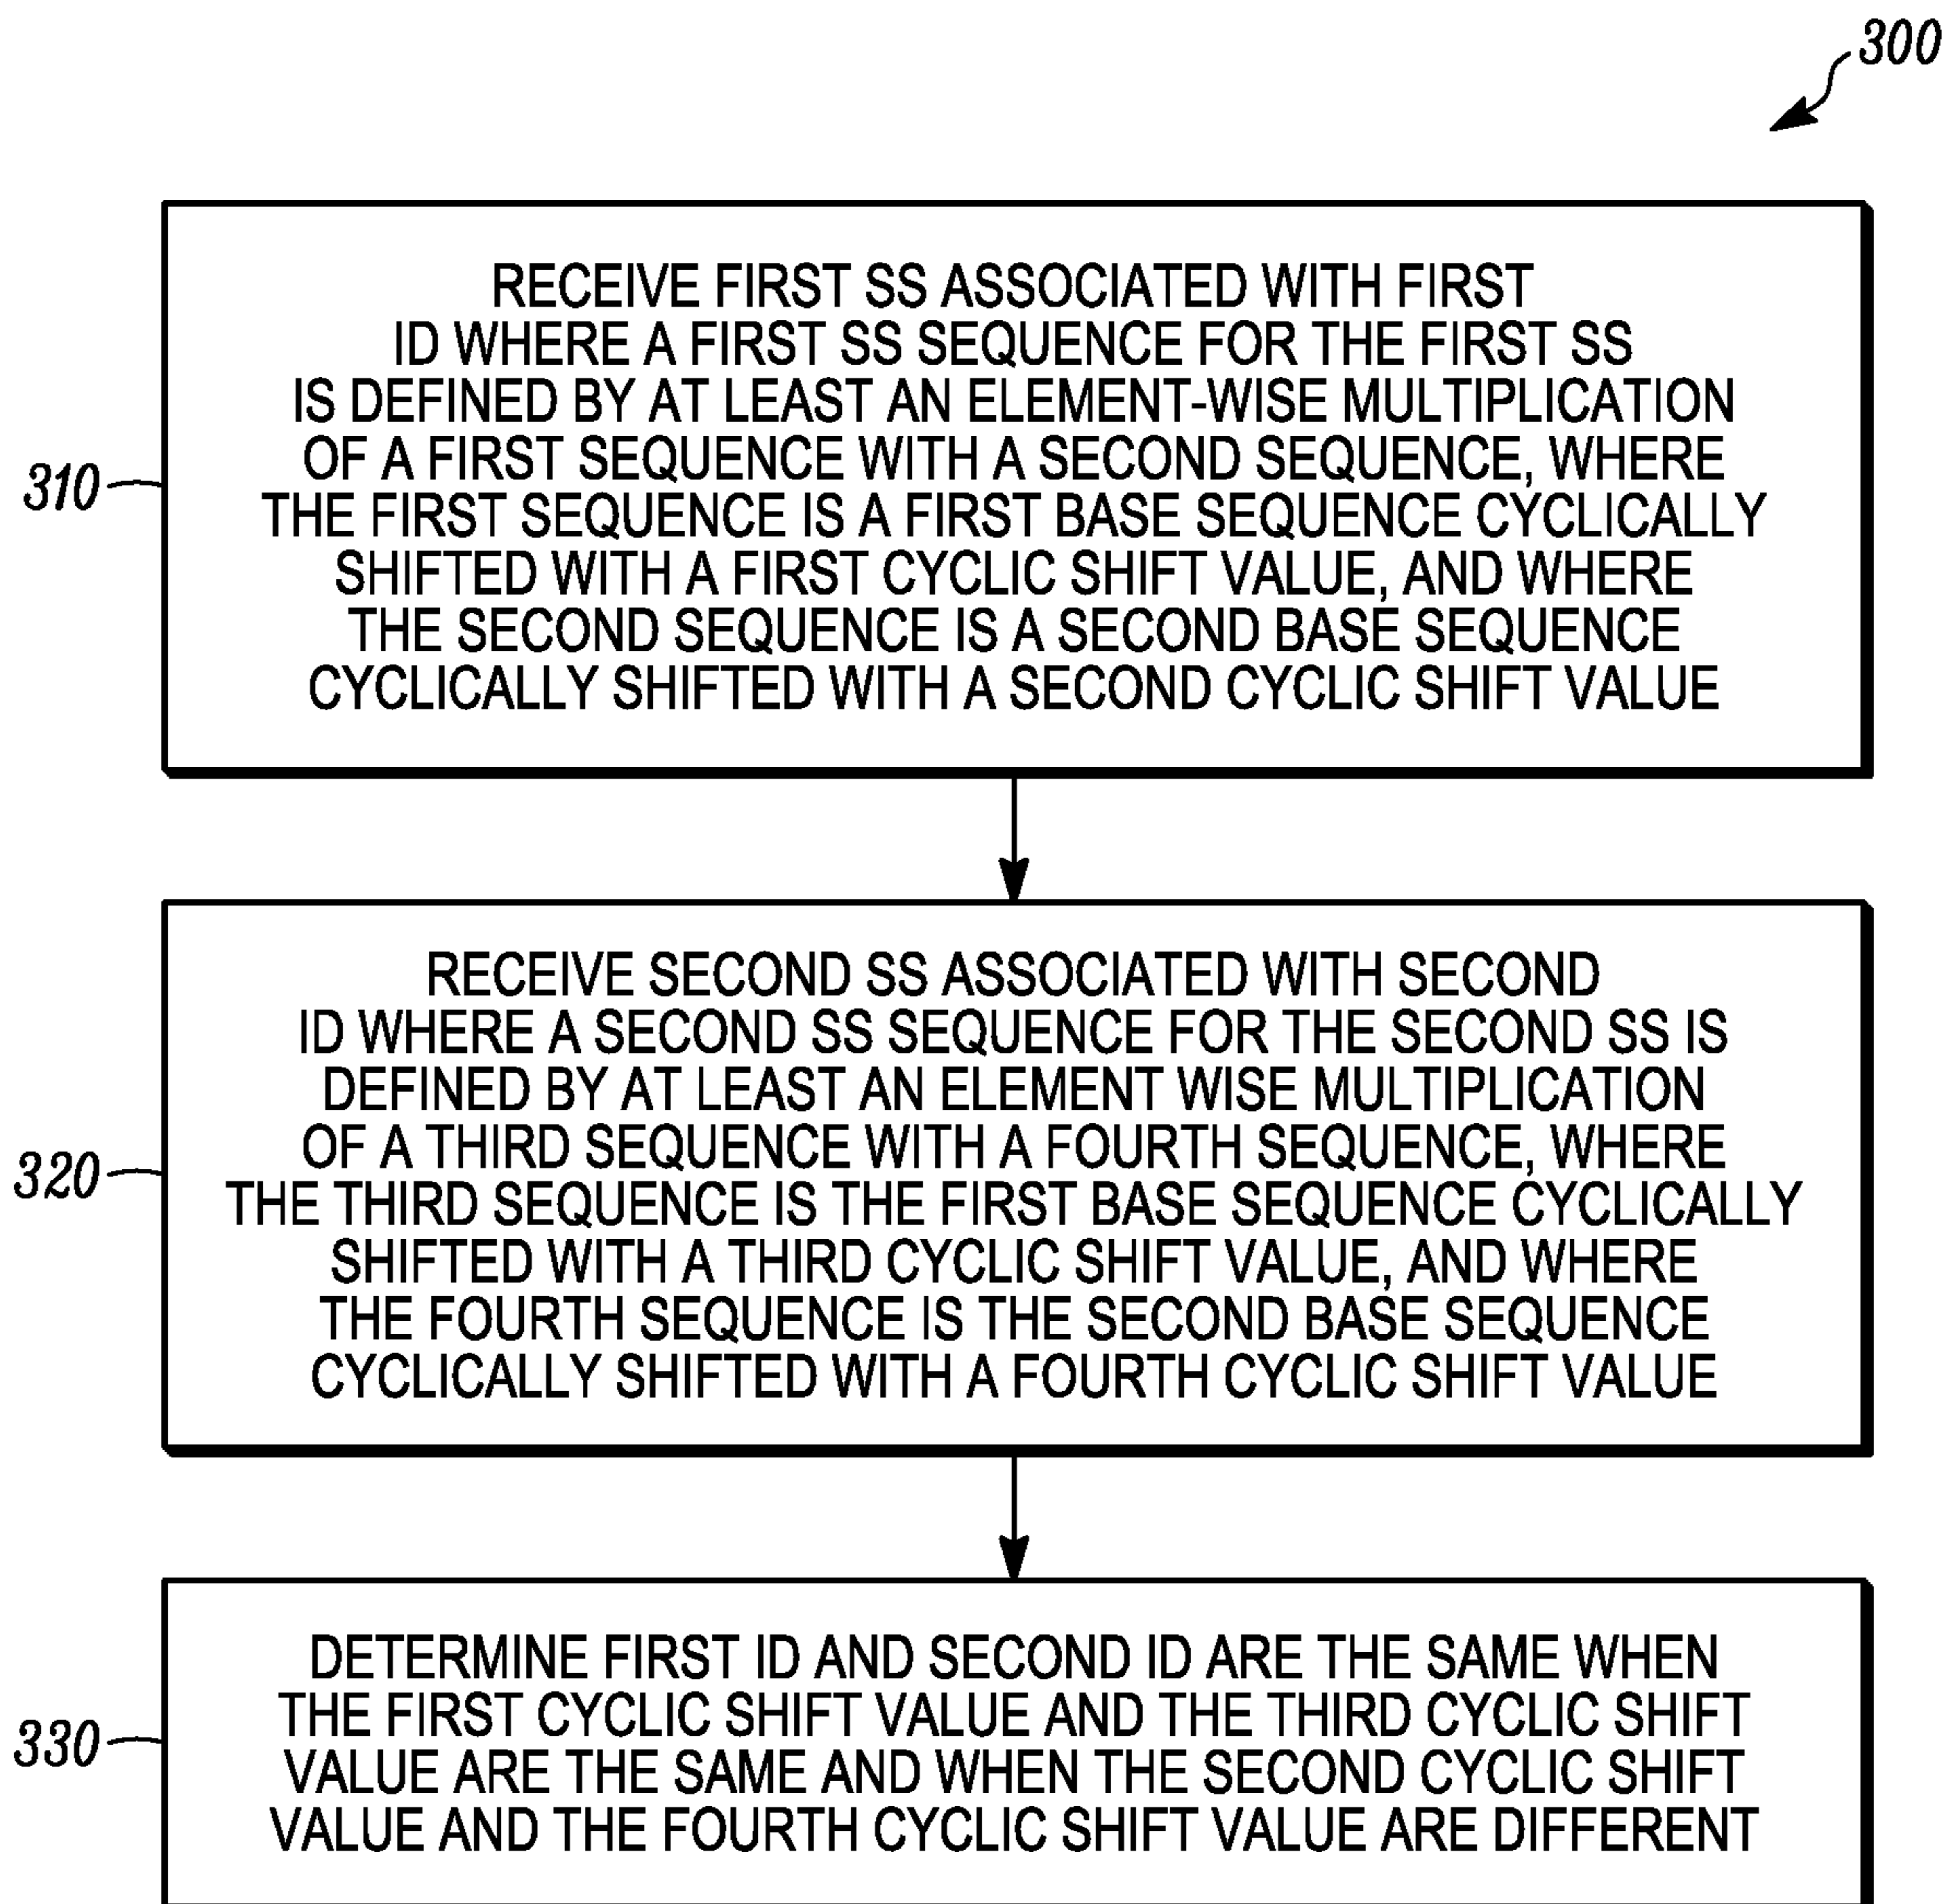 300
RECEIVE FIRST SS ASSOCIATED WITH FIRST
ID WHERE A FIRST SS SEQUENCE FOR THE FIRST SS
IS DEFINED BY AT LEAST AN ELEMENT-WISE MULTIPLICATION
OF A FIRST SEQUENCE WITH A SECOND SEQUENCE, WHERE
THE FIRST SEQUENCE IS A FIRST BASE SEQUENCE CYCLICALLY
SHIFTED WITH A FIRST CYCLIC SHIFT VALUE, AND WHERE
THE SECOND SEQUENCE IS A SECOND BASE SEQUENCE
CYCLICALLY SHIFTED WITH A SECOND CYCLIC SHIFT VALUE
310
RECEIVE SECOND SS ASSOCIATED WITH SECOND
ID WHERE A SECOND SS SEQUENCE FOR THE SECOND SS IS
DEFINED BY AT LEAST AN ELEMENT WISE MULTIPLICATION
OF A THIRD SEQUENCE WITH A FOURTH SEQUENCE, WHERE
THE THIRD SEQUENCE IS THE FIRST BASE SEQUENCE CYCLICALLY
SHIFTED WITH A THIRD CYCLIC SHIFT VALUE, AND WHERE
THE FOURTH SEQUENCE IS THE SECOND BASE SEQUENCE
CYCLICALLY SHIFTED WITH A FOURTH CYCLIC SHIFT VALUE
320
DETERMINE FIRST ID AND SECOND ID ARE THE SAME WHEN
THE FIRST CYCLIC SHIFT VALUE AND THE THIRD CYCLIC SHIFT
VALUE ARE THE SAME AND WHEN THE SECOND CYCLIC SHIFT
VALUE AND THE FOURTH CYCLIC SHIFT VALUE ARE DIFFERENT
330